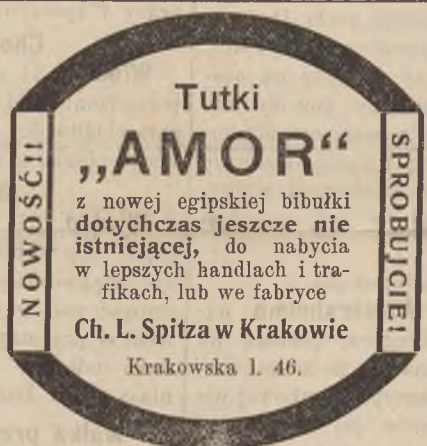 Tutki
„AMOR“
NOWOŚĆ!!
z nowej egipskiej bibułki
dotychczas jeszcze nie
istniejącej, do nabycia
w lepszych handlach i tra-
fikach, lub we fabryce
Ch. L. Spitza w Krakowie
Krakowska l. 46.
SPROBUJCIE!